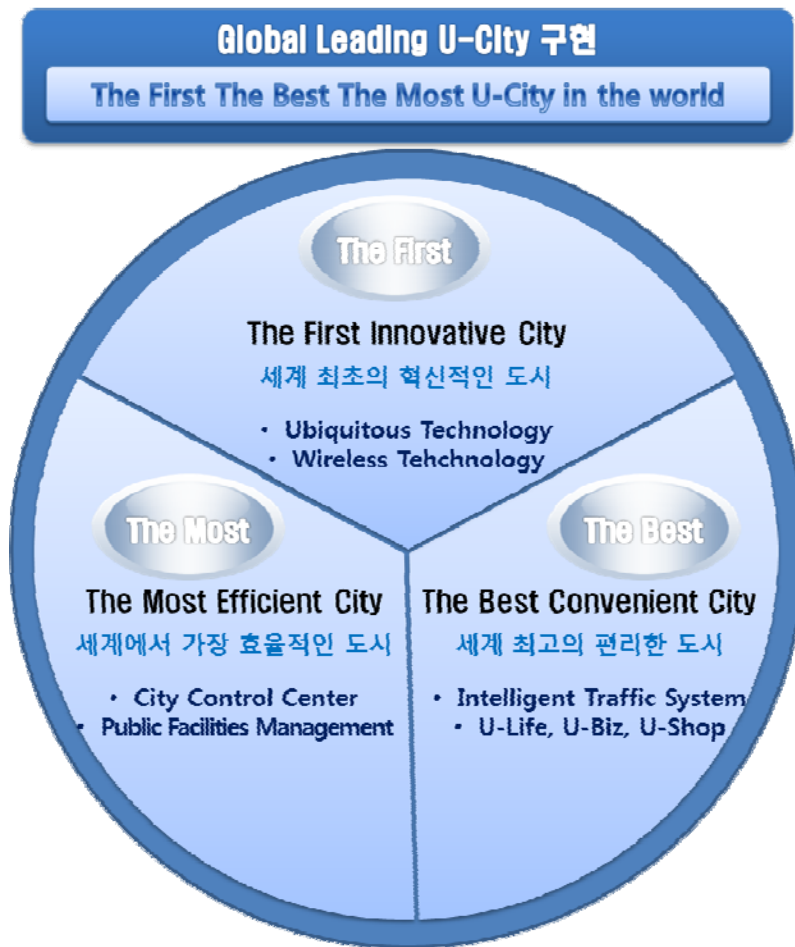 Global Leading U-City 구현
The First The Best The Most U-City in the world
The First
The First Innovative City
세계 최초의 혁신적인 도시
• Ubiquitous Technology
• Wireless Tehchnology
The Most
The Most Efficient City
세계에서 가장 효율적인 도시
• City Control Center
• Public Facilities Management
The Best
The Best Convenient City
세계 최고의 편리한 도시
• Intelligent Traffic System
• U-Life, U-Biz, U-Shop